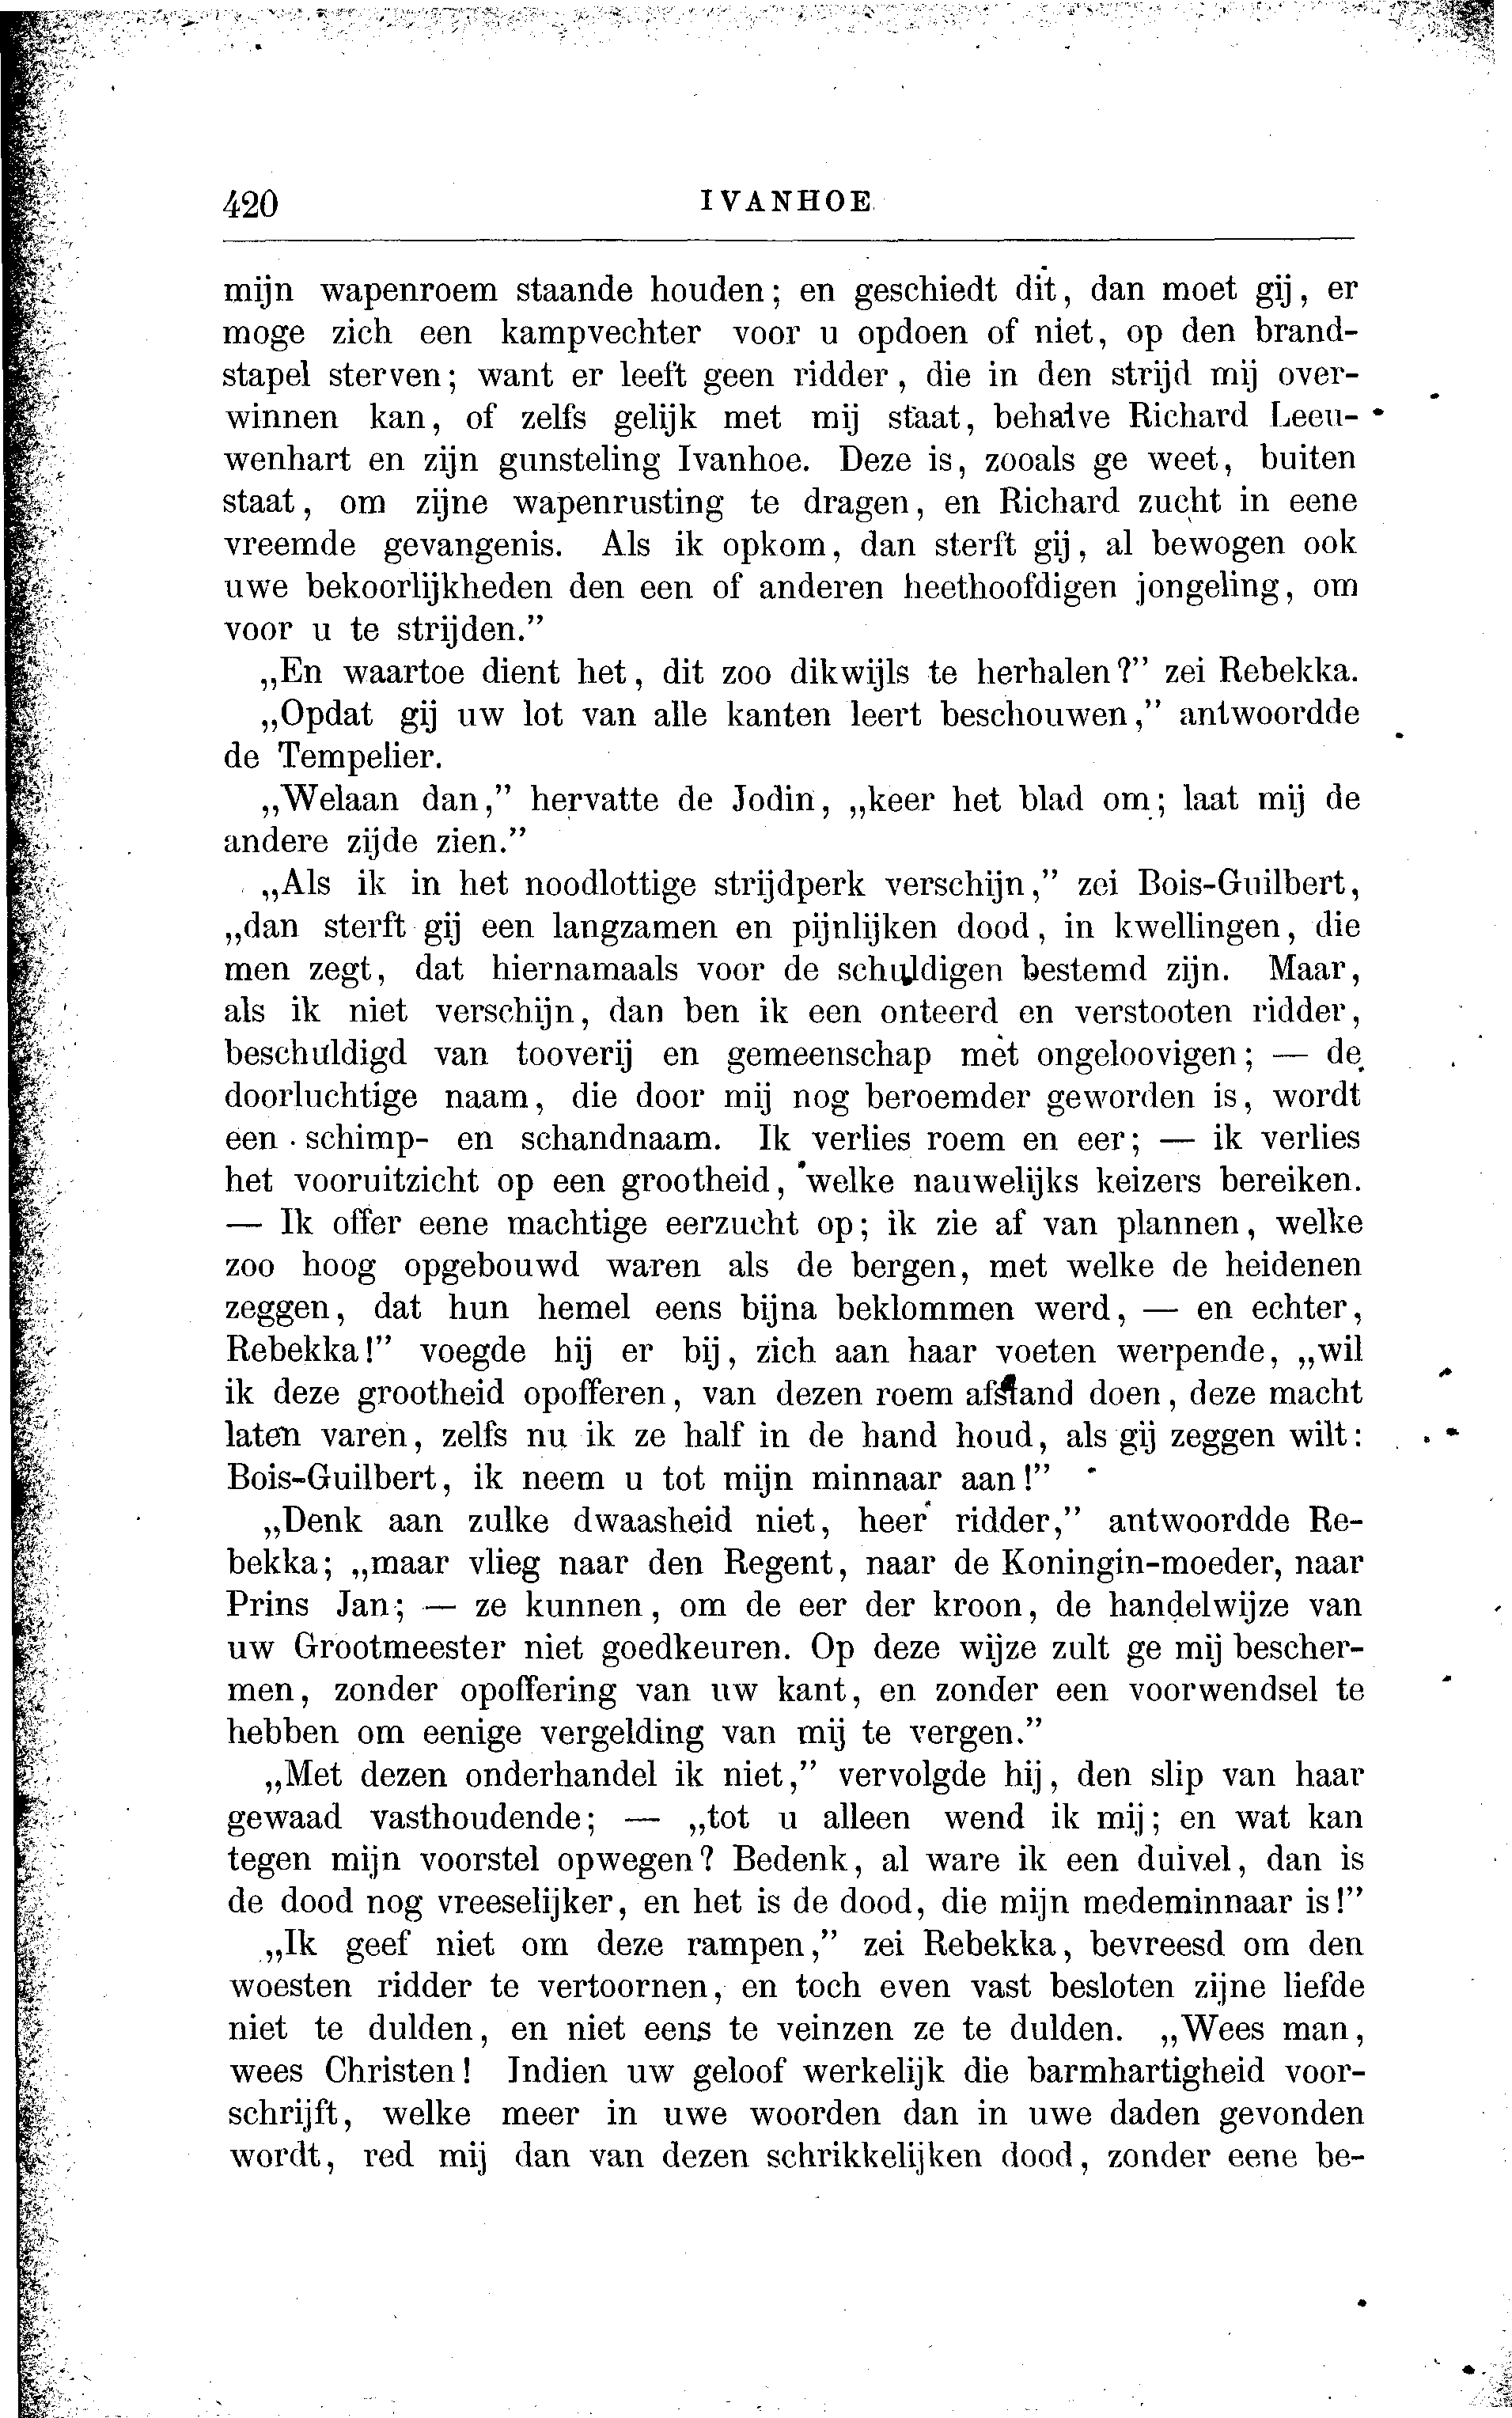 420 IVANHOE
mijn wapenroem staande houden; en geschiedt dit, dan moet gij, er
moge zich een kampvechter voor u opdoen of niet, op den brand-
stapel sterven; want er leeft geen ridder, die in den strijd mij over-
winnen kan, of zelfs gelijk met mij staat, behalve Richard Leeu-
wenhart en zijn gunsteling Ivanhoe. Deze is, zooals ge weet, buiten
staat, om zijne wapenrusting te dragen, en Richard zucht in eene
vreemde gevangenis. Als ik opkom, dan sterft gij, al bewogen ook
uwe bekoorlijkheden den een of anderen heethoofdigen jongeling, om
voor u te strijden.”
„En waartoe dient het, dit zoo dikwijls te herhalen?” zei Rebekka.
„Opdat gij uw lot van alle kanten leert beschouwen,” antwoordde
de Tempelier.
„Welaan dan,” hervatte de Jodin, „keer het blad om; laat mij de
andere zijde zien.”
„Als ik in het noodlottige strijdperk verschijn,” zei Bois-Guilbert,
„dan sterft gij een langzamen en pijnlijken dood, in kwellingen, die
men zegt, dat hiernamaals voor de schuldigen bestemd zijn. Maar,
als ik niet verschijn, dan ben ik een onteerd en verstooten ridder,
beschuldigd van tooverij en gemeenschap met ongeloovigen; — de
doorluchtige naam, die door mij nog beroemder geworden is, wordt
een schimp- en schandnaam. Ik verlies roem en eer; — ik verlies
het vooruitzicht op een grootheid, welke nauwelijks keizers bereiken.
— Ik offer eene machtige eerzucht op; ik zie af van plannen, welke
zoo hoog opgebouwd waren als de bergen, met welke de heidenen
zeggen, dat hun hemel eens bijna beklommen werd, — en echter,
Rebekka!” voegde hij er bij, zich aan haar voeten werpende, „wil
ik deze grootheid opofferen, van dezen roem afstand doen, deze macht
laten varen, zelfs nu ik ze half in de hand houd, als gij zeggen wilt:
Bois-Guilbert, ik neem u tot mijn minnaar aan!”
„Denk aan zulke dwaasheid niet, heer ridder,” antwoordde Re-
bekka; „maar vlieg naar den Regent, naar de Koningin-moeder, naar
Prins Jan; — ze kunnen, om de eer der kroon, de handelwijze van
uw Grootmeester niet goedkeuren. Op deze wijze zult ge mij bescher-
men, zonder opoffering van uw kant, en zonder een voorwendsel te
hebben om eenige vergelding van mij te vergen.”
„Met dezen onderhandel ik niet,” vervolgde hij, den slip van haar
gewaad vasthoudende; — „tot u alleen wend ik mij; en wat kan
tegen mijn voorstel opwegen? Bedenk, al ware ik een duivel, dan is
de dood nog vreeselijker, en het is de dood, die mijn medeminnaar is!”
„Ik geef niet om deze rampen,” zei Rebekka, bevreesd om den
woesten ridder te vertoornen, en toch even vast besloten zijne liefde
niet te dulden, en niet eens te veinzen ze te dulden. „Wees man,
wees Christen! Indien uw geloof werkelijk die barmhartigheid voor-
schrijft, welke meer in uwe woorden dan in uwe daden gevonden
wordt, red mij dan van dezen schrikkelijken dood, zonder eene be-